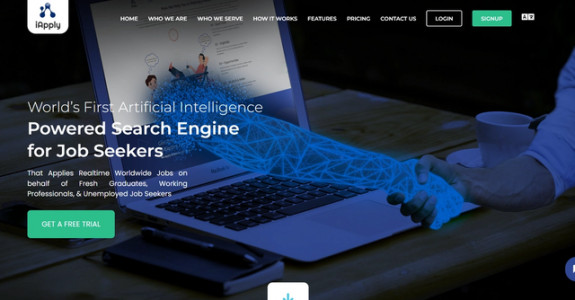 iApply
HOME WHO WE ARE WHO WE SERVE HOW IT WORKS FEATURES PRICING CONTACT US LOGIN SIGNUP
World's First Artificial Intelligence
Powered Search Engine
for Job Seekers
That Applies Realtime Worldwide Jobs on
behalf of Fresh Graduates, Working
Professionals, & Unemployed Job Seekers
GET A FREE TRIAL